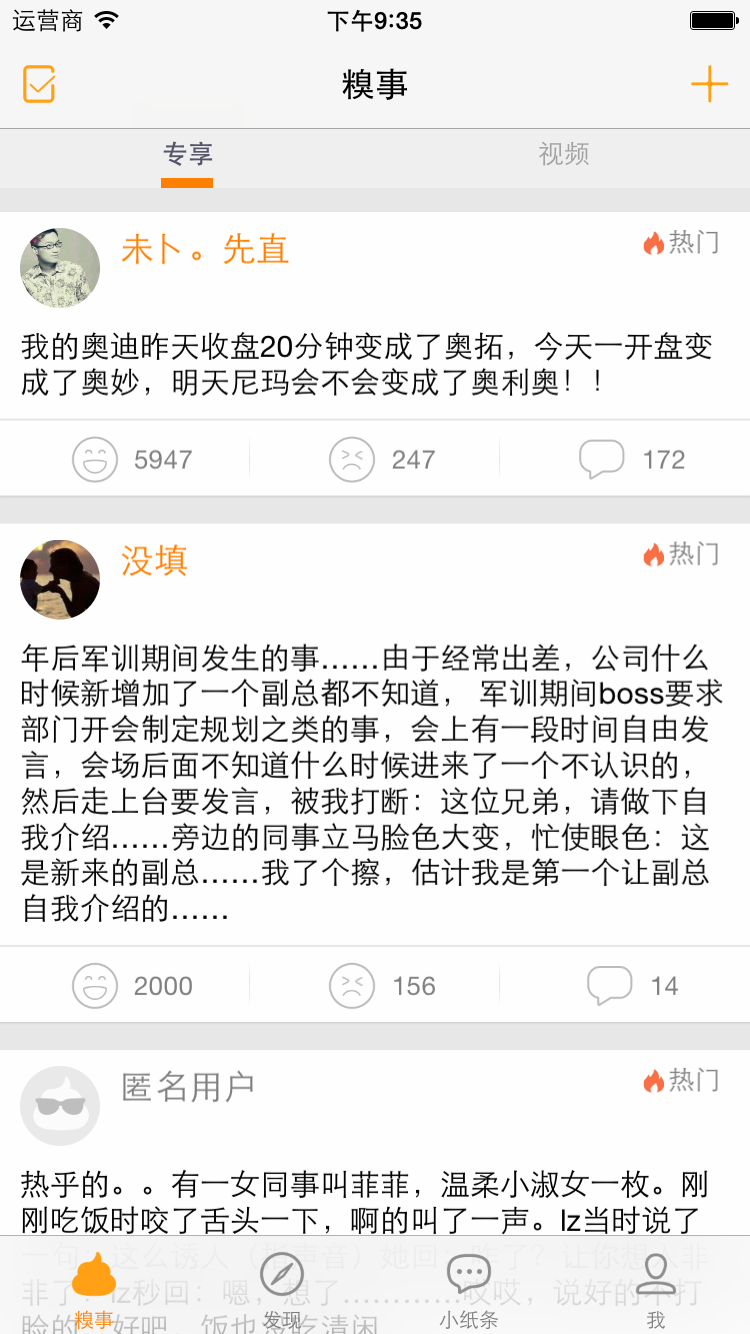 运营商 下午9:35
糗事
专享 视频
未卜。先直 热门
我的奥迪昨天收盘20分钟变成了奥拓，今天一开盘变
成了奥妙，明天尼玛会不会变成了奥利奥！！
5947 247 172
没填 热门
年后军训期间发生的事……由于经常出差，公司什么
时候新增加了一个副总都不知道， 军训期间boss要求
部门开会制定规划之类的事，会上有一段时间自由发
言，会场后面不知道什么时候进来了一个不认识的，
然后走上台要发言，被我打断：这位兄弟，请做下自
我介绍……旁边的同事立马脸色大变，忙使眼色：这
是新来的副总……我了个擦，估计我是第一个让副总
自我介绍的……
2000 156 14
匿名用户 热门
热乎的。。有一女同事叫菲菲，温柔小淑女一枚。刚
刚吃饭时咬了舌头一下，啊的叫了一声。lz当时说了
一句：这么诱人（指声音）她回：咋了？让你想入非
非了？lz秒回：嗯，想了…………哎哎，说好的不打
脸的 好吧，饭也没吃清闲
糗事 发现 小纸条 我